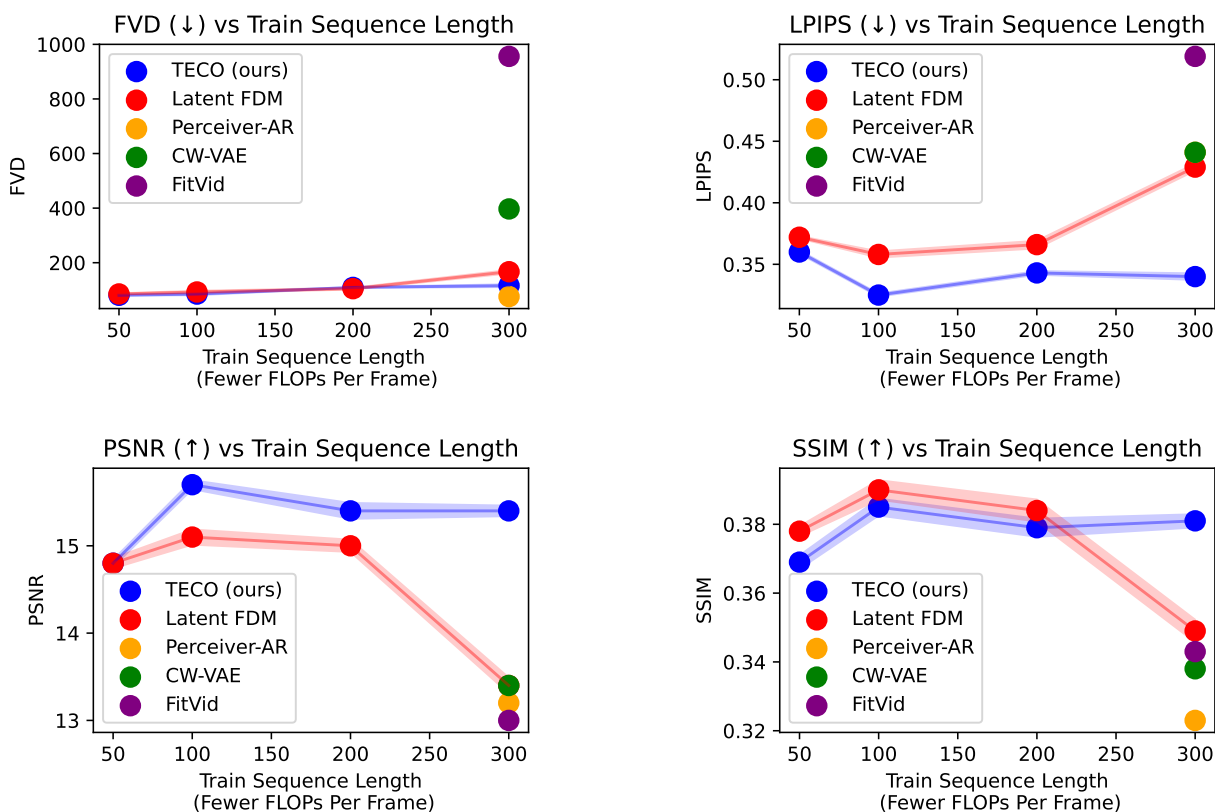 FVD (↓) vs Train Sequence Length
1000
800
600
400
200
FVD
TECO (ours)
Latent FDM
Perceiver-AR
CW-VAE
FitVid
50 100 150 200 250 300
Train Sequence Length
(Fewer FLOPs Per Frame)
LPIPS (↓) vs Train Sequence Length
0.50
0.45
0.40
0.35
LPIPS
TECO (ours)
Latent FDM
Perceiver-AR
CW-VAE
FitVid
50 100 150 200 250 300
Train Sequence Length
(Fewer FLOPs Per Frame)
PSNR (↑) vs Train Sequence Length
15
14
13
PSNR
TECO (ours)
Latent FDM
Perceiver-AR
CW-VAE
FitVid
50 100 150 200 250 300
Train Sequence Length
(Fewer FLOPs Per Frame)
SSIM (↑) vs Train Sequence Length
0.38
0.36
0.34
0.32
SSIM
TECO (ours)
Latent FDM
Perceiver-AR
CW-VAE
FitVid
50 100 150 200 250 300
Train Sequence Length
(Fewer FLOPs Per Frame)